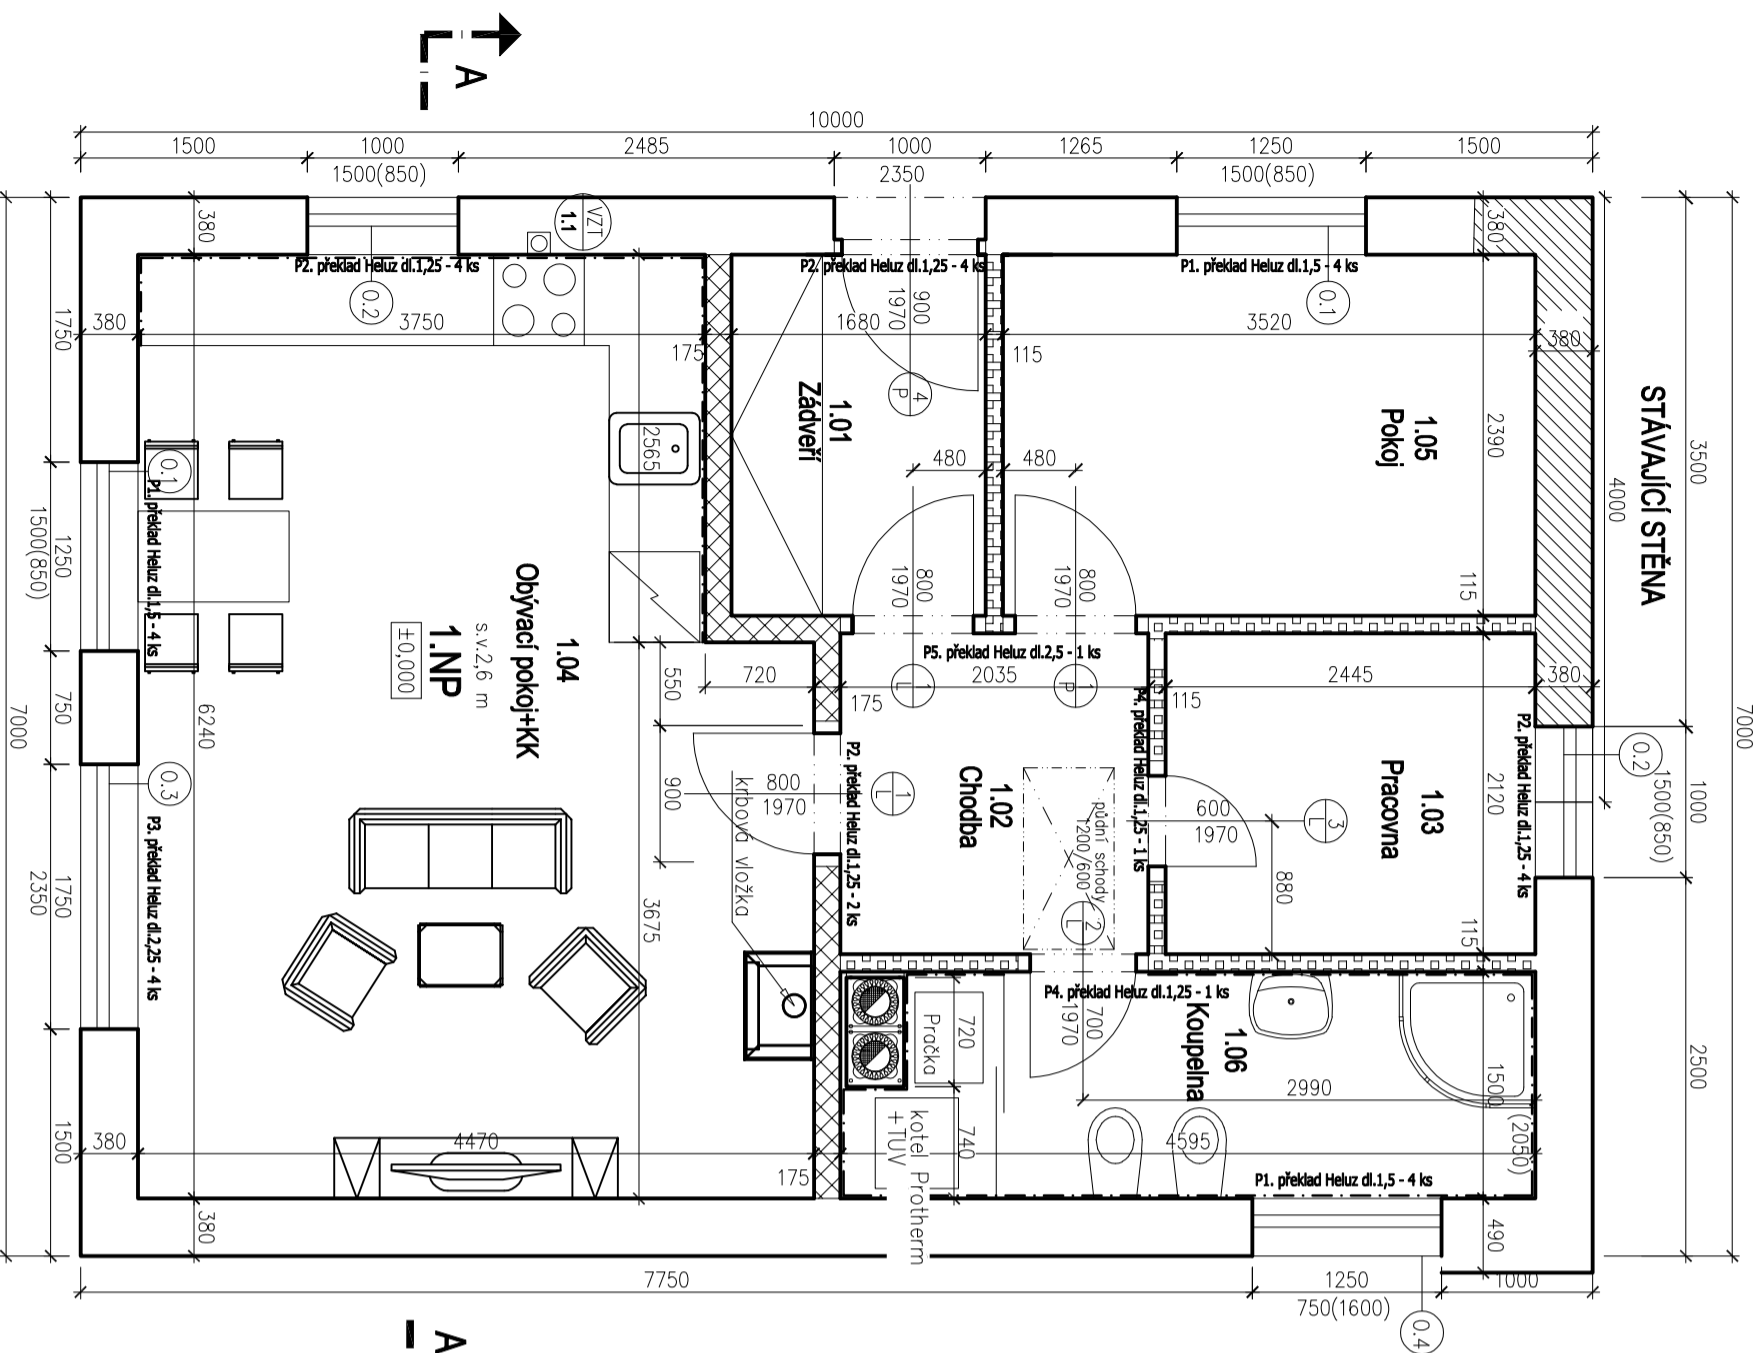 A
10000
1500
1000
2485
1000
1265
1250
1500
1500(850)
2350
1500(850)
380
VZT
1.1
380
P2. překlad Heluz dl.1,25 - 4 ks
P2. překlad Heluz dl.1,25 - 4 ks
P1. překlad Heluz dl.1,5 - 4 ks
0.2
900
1970
0.1
1750
380
3750
1680
3520
380
175
115
4
P
1.01
Zádveří
1.05
Pokoj
2390
STÁVAJÍCÍ STĚNA
3500
4000
7000
2565
480
480
0.1
P1. překlad Heluz dl.1,5 - 4 ks
1250
1500(850)
800
1970
800
1970
115
1.04
Obývací pokoj+KK
s.v.2,6 m
1.NP
±0,000
P5. překlad Heluz dl.2,5 - 1 ks
550
720
175
1
L
2035
1
P
115
2445
380
750
6240
7000
P4. překlad Heluz dl.1,25 - 1 ks
P2. překlad Heluz dl.1,25 - 4 ks
0.2
1000
1500(850)
0.3
900
800
1970
P2. překlad Heluz dl.1,25 - 2 ks
1
L
1.02
Chodba
půdní schody
1200/600
600
1970
3
L
1.03
Pracovna
2120
880
krbová vložka
P3. překlad Heluz dl.2,25 - 4 ks
1750
2350
3675
2
L
115
P4. překlad Heluz dl.1,25 - 1 ks
700
1970
720
Pračka
1.06
Koupelna
2990
1500
(2050)
2500
740
kotel Protherm
+TUV
1500
380
4470
175
4595
P1. překlad Heluz dl.1,5 - 4 ks
380
490
7750
1250
1000
750(1600)
0.4
A